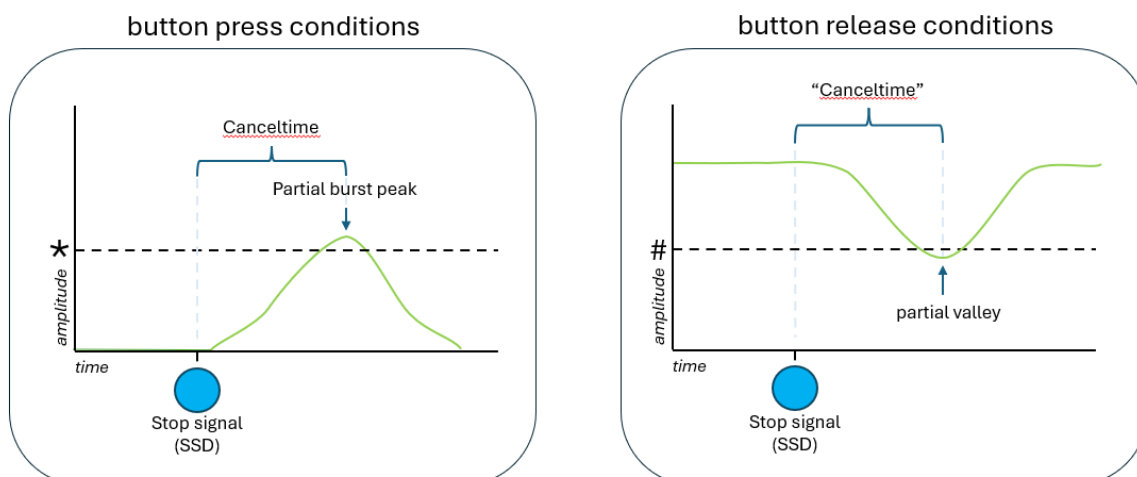 button press conditions
Canceltime
Partial burst peak
*
amplitude
time
Stop signal
(SSD)
button release conditions
“Canceltime”
#
amplitude
partial valley
time
Stop signal
(SSD)